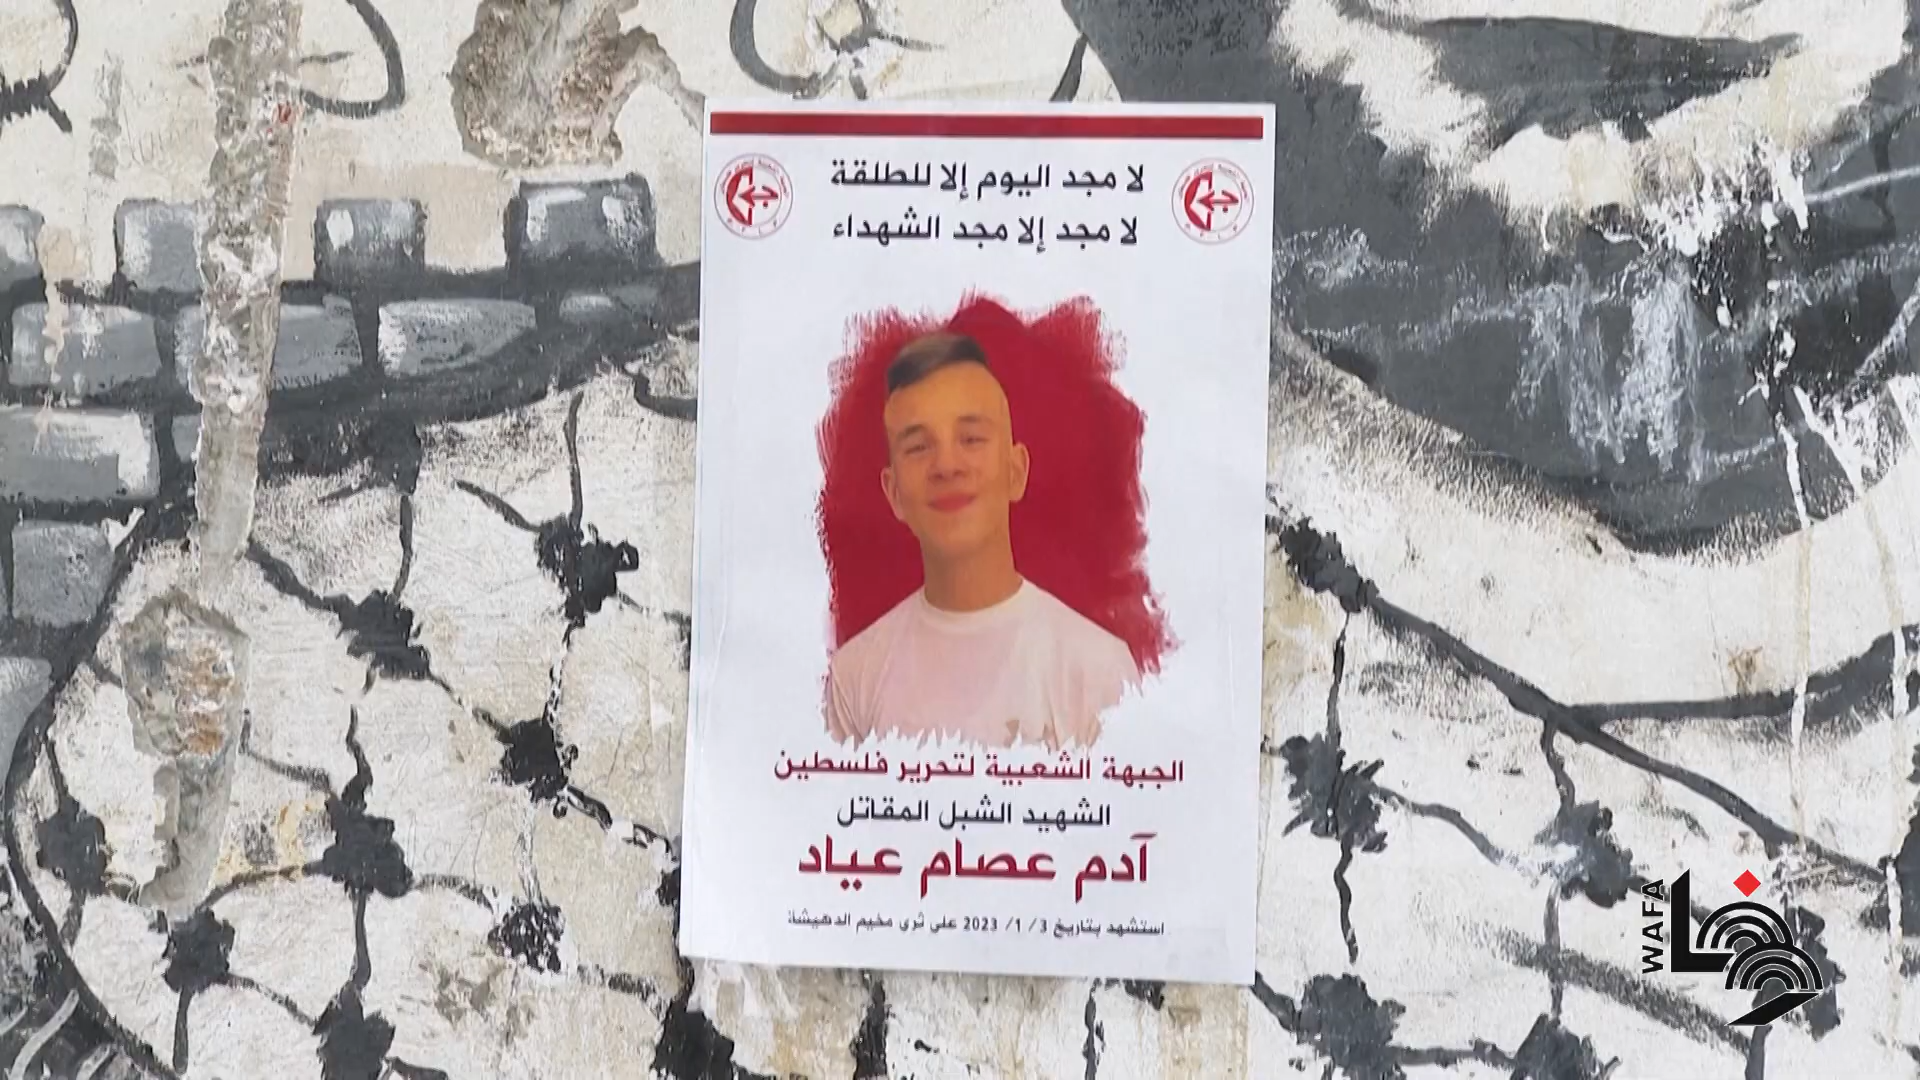 لا مجد اليوم إلا للطلقة
لا مجد إلا مجد الشهداء
الجبهة الشعبية لتحرير فلسطين
الشهيد الشبل المقاتل
آدم عصام عياد
استشهد بتاريخ 3/ 1/ 2023 على ثرى مخيم الدهيشة
WAFA
وفا